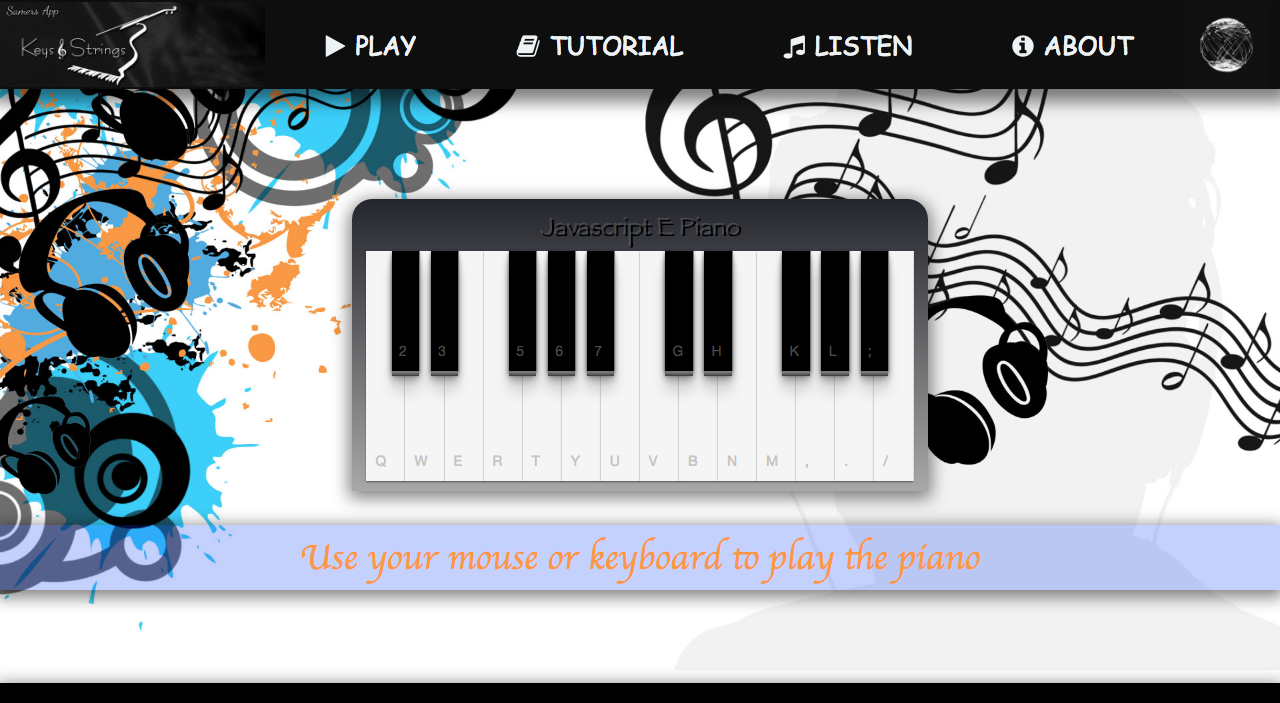 Samers App
Keys & Strings
PLAY
TUTORIAL
LISTEN
ABOUT
Javascript E Piano
2 3 5 6 7 G H K L ;
Q W E R T Y U V B N M , . /
Use your mouse or keyboard to play the piano